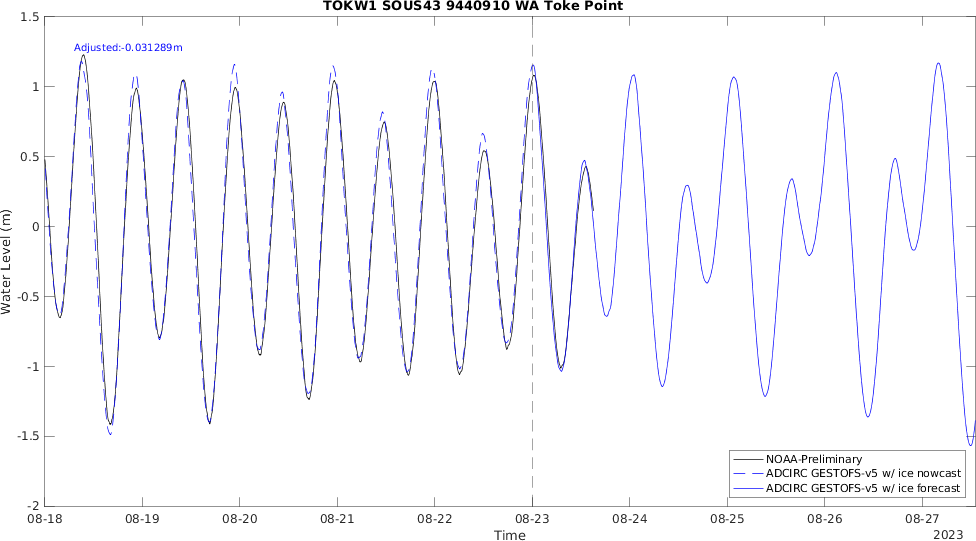 TOKW1 SOUS43 9440910 WA Toke Point
Adjusted:-0.031289m
1.5
1
0.5
0
-0.5
-1
-1.5
-2
Water Level (m)
NOAA-Preliminary
ADCIRC GESTOFS-v5 w/ ice nowcast
ADCIRC GESTOFS-v5 w/ ice forecast
08-18 08-19 08-20 08-21 08-22 08-23 08-24 08-25 08-26 08-27
Time
2023